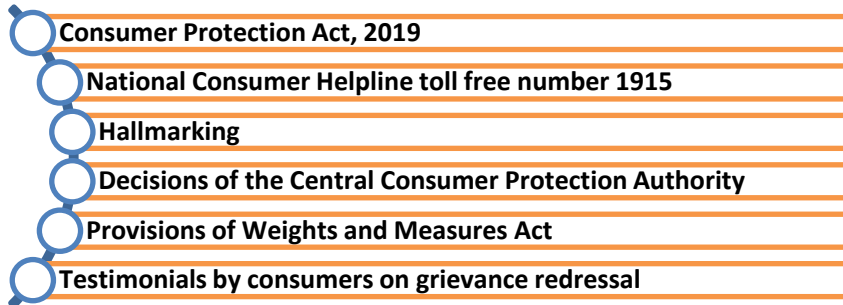 Consumer Protection Act, 2019
National Consumer Helpline toll free number 1915
Hallmarking
Decisions of the Central Consumer Protection Authority
Provisions of Weights and Measures Act
Testimonials by consumers on grievance redressal